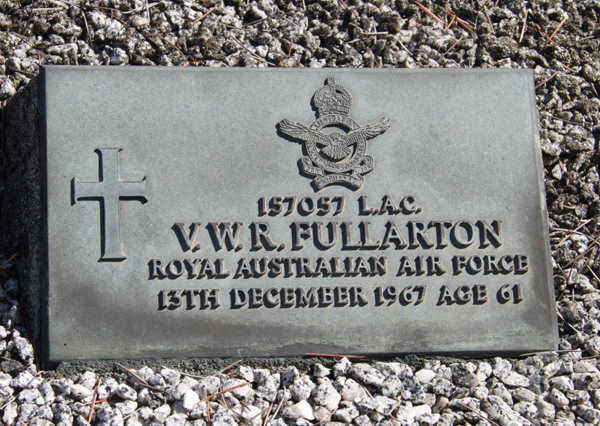 157057 L.A.C.
V.W.R. FULLARTON
ROYAL AUSTRALIAN AIR FORCE
13TH DECEMBER 1967 AGE 61